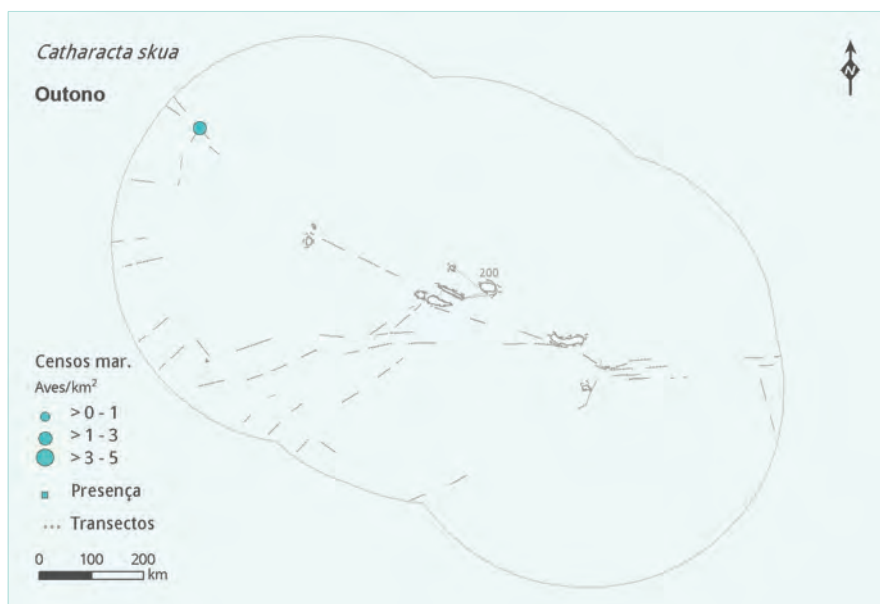 Catharacta skua
Outono
N
200
Censos mar.
Aves/km²
> 0 - 1
> 1 - 3
> 3 - 5
Presença
... Transectos
0 100 200
km